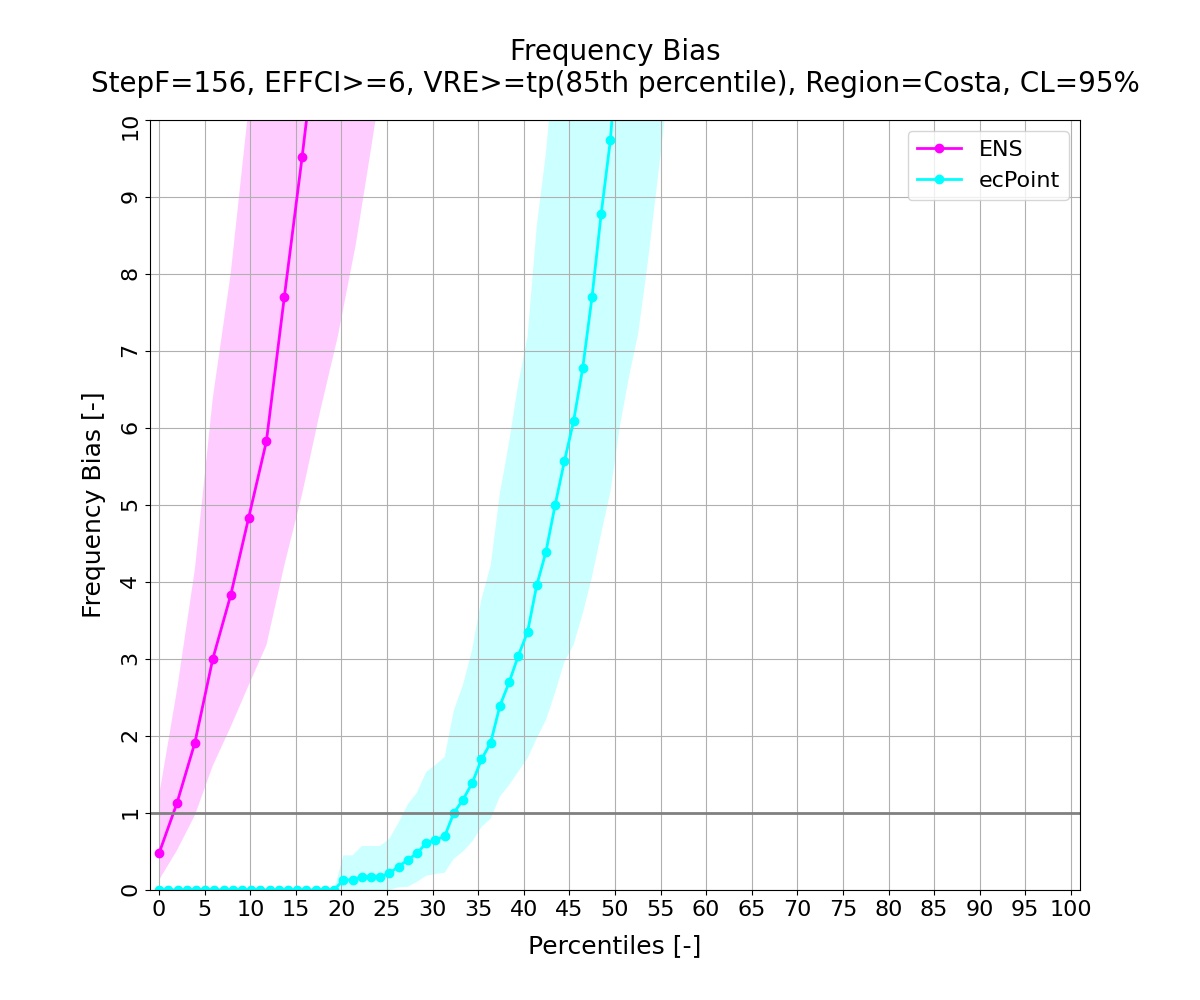 Frequency Bias
StepF=156, EFFCI>=6, VRE>=tp(85th percentile), Region=Costa, CL=95%
10
9
8
7
6
5
4
3
2
1
0
Frequency Bias [-]
ENS
ecPoint
0 5 10 15 20 25 30 35 40 45 50 55 60 65 70 75 80 85 90 95 100
Percentiles [-]